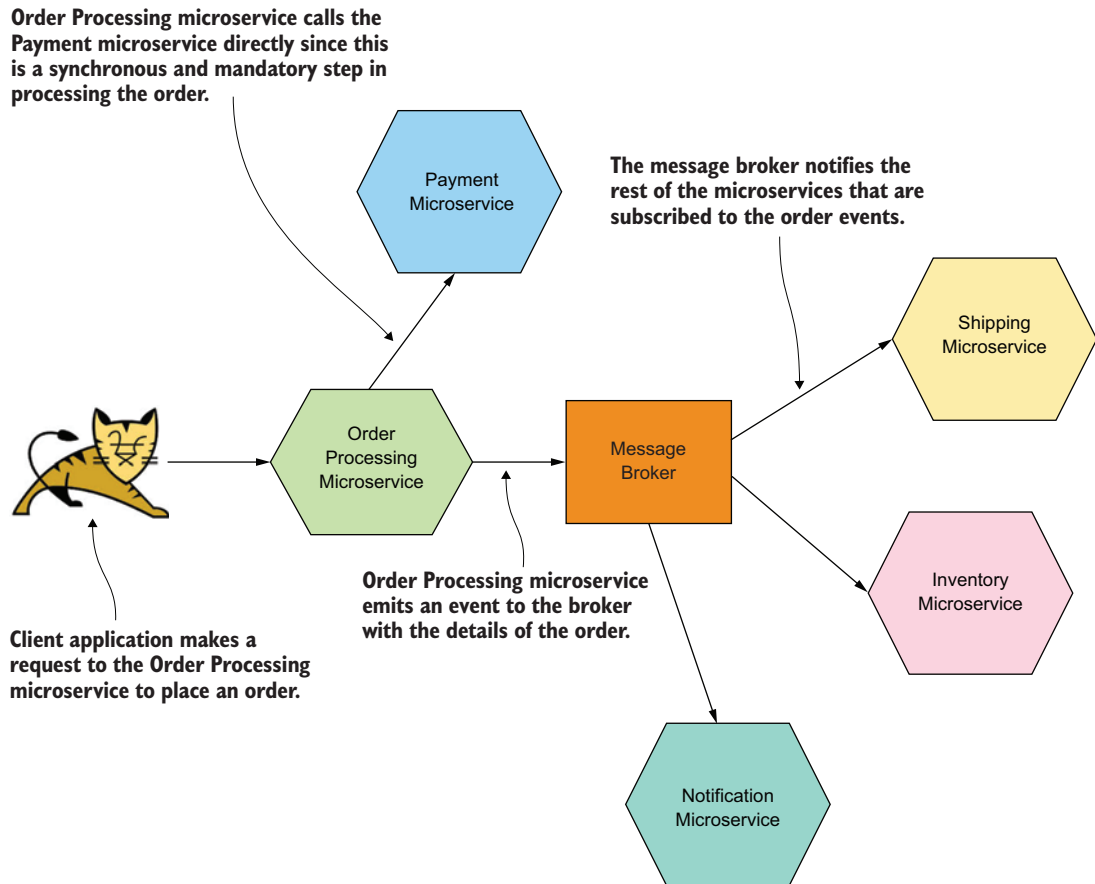 Order Processing microservice calls the
Payment microservice directly since this
is a synchronous and mandatory step in
processing the order.
Payment
Microservice
The message broker notifies the
rest of the microservices that are
subscribed to the order events.
Shipping
Microservice
Order
Processing
Microservice
Message
Broker
Order Processing microservice
emits an event to the broker
with the details of the order.
Inventory
Microservice
Client application makes a
request to the Order Processing
microservice to place an order.
Notification
Microservice